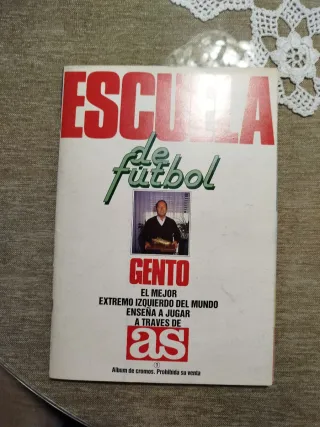 ESCUELA
de
fútbol
GENTO
EL MEJOR
EXTREMO IZQUIERDO DEL MUNDO
ENSEÑA A JUGAR
A TRAVES DE
as
1
Album de cromos. Prohibida su venta